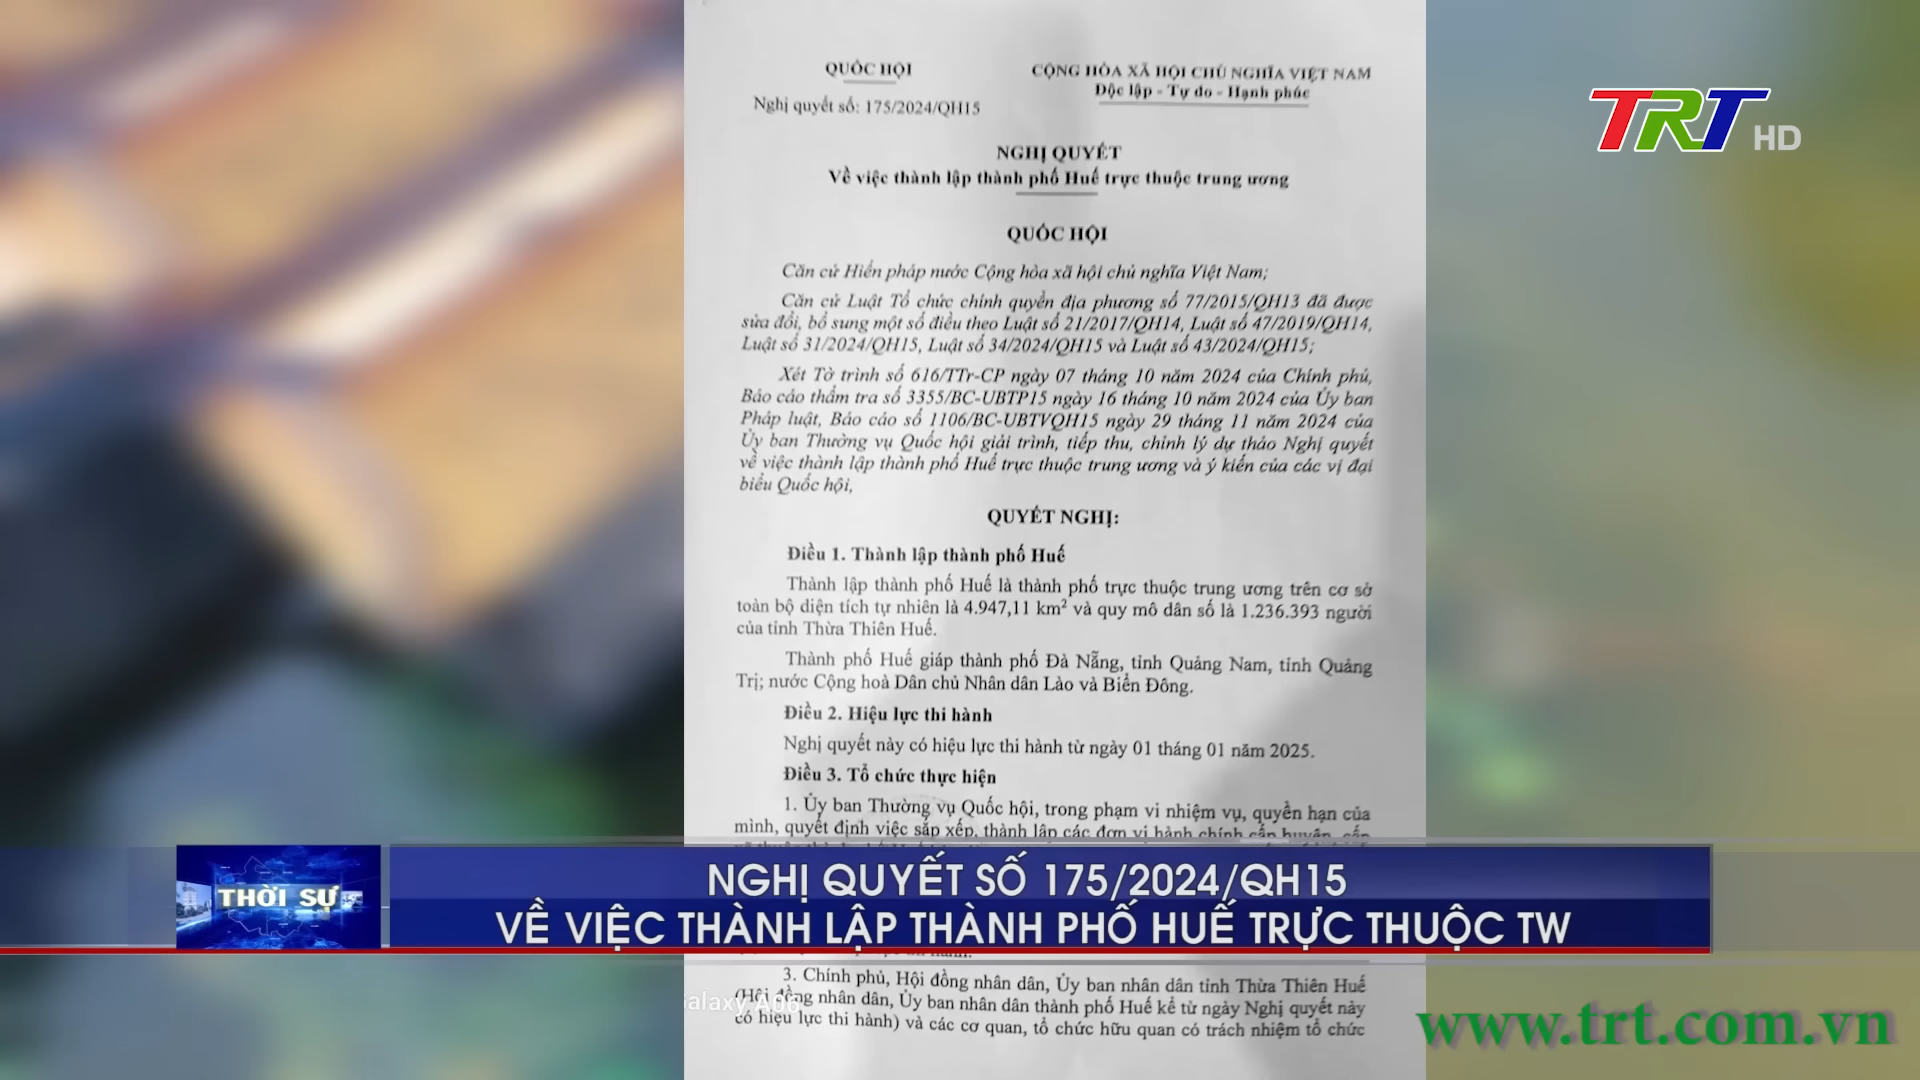 QUỐC HỘI
CỘNG HÒA XÃ HỘI CHỦ NGHĨA VIỆT NAM
Độc lập - Tự do - Hạnh phúc
Nghị quyết số: 175/2024/QH15
TRT HD
NGHỊ QUYẾT
Về việc thành lập thành phố Huế trực thuộc trung ương
QUỐC HỘI
Căn cứ Hiến pháp nước Cộng hòa xã hội chủ nghĩa Việt Nam;
Căn cứ Luật Tổ chức chính quyền địa phương số 77/2015/QH13 đã được
sửa đổi, bổ sung một số điều theo Luật số 21/2017/QH14, Luật số 47/2019/QH14,
Luật số 31/2024/QH15, Luật số 34/2024/QH15 và Luật số 43/2024/QH15;
Xét Tờ trình số 616/TTr-CP ngày 07 tháng 10 năm 2024 của Chính phủ,
Báo cáo thẩm tra số 3355/BC-UBTP15 ngày 16 tháng 10 năm 2024 của Ủy ban
Pháp luật, Báo cáo số 1106/BC-UBTVQH15 ngày 29 tháng 11 năm 2024 của
Ủy ban Thường vụ Quốc hội giải trình, tiếp thu, chỉnh lý dự thảo Nghị quyết
về việc thành lập thành phố Huế trực thuộc trung ương và ý kiến của các vị đại
biểu Quốc hội,
QUYẾT NGHỊ:
Điều 1. Thành lập thành phố Huế
Thành lập thành phố Huế là thành phố trực thuộc trung ương trên cơ sở
toàn bộ diện tích tự nhiên là 4.947,11 km² và quy mô dân số là 1.236.393 người
của tỉnh Thừa Thiên Huế.
Thành phố Huế giáp thành phố Đà Nẵng, tỉnh Quảng Nam, tỉnh Quảng
Trị; nước Cộng hoà Dân chủ Nhân dân Lào và Biển Đông.
Điều 2. Hiệu lực thi hành
Nghị quyết này có hiệu lực thi hành từ ngày 01 tháng 01 năm 2025.
Điều 3. Tổ chức thực hiện
1. Ủy ban Thường vụ Quốc hội, trong phạm vi nhiệm vụ, quyền hạn của
mình, quyết định việc sắp xếp, thành lập các đơn vị hành chính cấp huyện, cấp
THỜI SỰ
NGHỊ QUYẾT SỐ 175/2024/QH15
VỀ VIỆC THÀNH LẬP THÀNH PHỐ HUẾ TRỰC THUỘC TW
3. Chính phủ, Hội đồng nhân dân, Ủy ban nhân dân tỉnh Thừa Thiên Huế
(Hội đồng nhân dân, Ủy ban nhân dân thành phố Huế kể từ ngày Nghị quyết này
có hiệu lực thi hành) và các cơ quan, tổ chức hữu quan có trách nhiệm tổ chức
alaxy A06
www.trt.com.vn